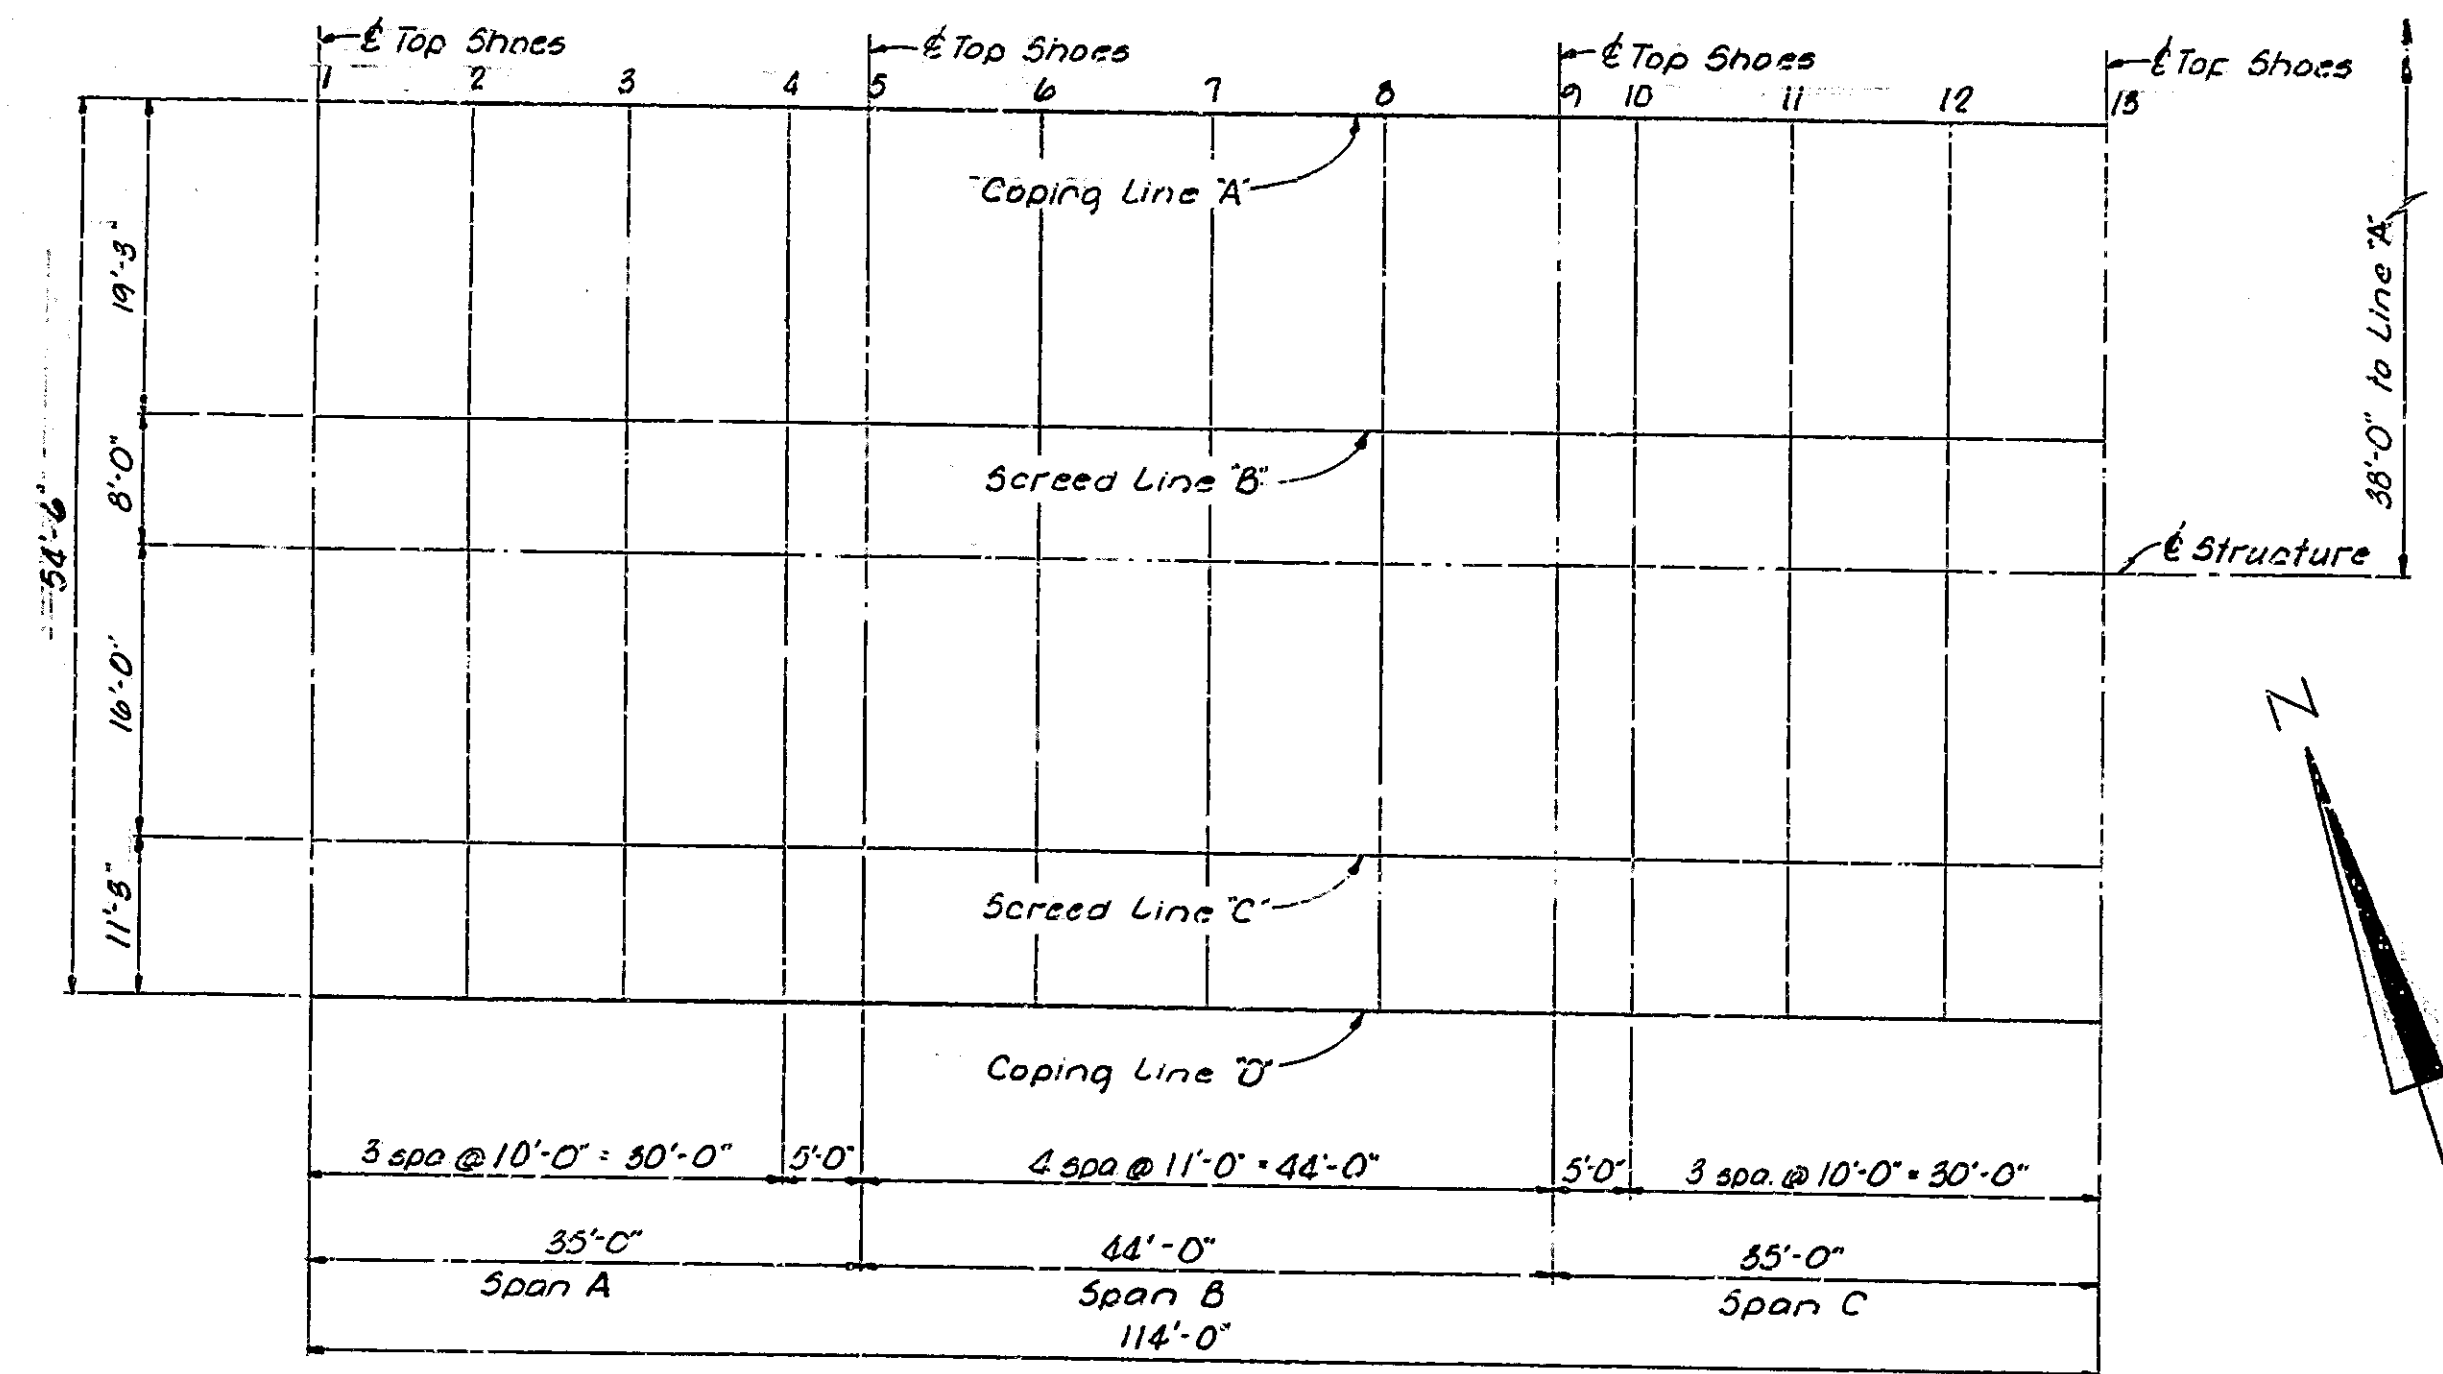 ℄ Top Shoes ℄ Top Shoes ℄ Top Shoes ℄ Top Shoes
1 2 3 4 5 6 7 8 9 10 11 12 13
Coping Line "A"
38'-0" to Line "A"
19'-3"
8'-0"
54'-6"
Screed Line "B"
℄ Structure
16'-0"
N
11'-3"
Screed Line "C"
Coping Line "D"
3 spa @ 10'-0" = 30'-0" 5'-0" 4 spa @ 11'-0" = 44'-0" 5'-0" 3 spa. @ 10'-0" = 30'-0"
35'-0" 44'-0" 35'-0"
Span A Span B Span C
114'-0"